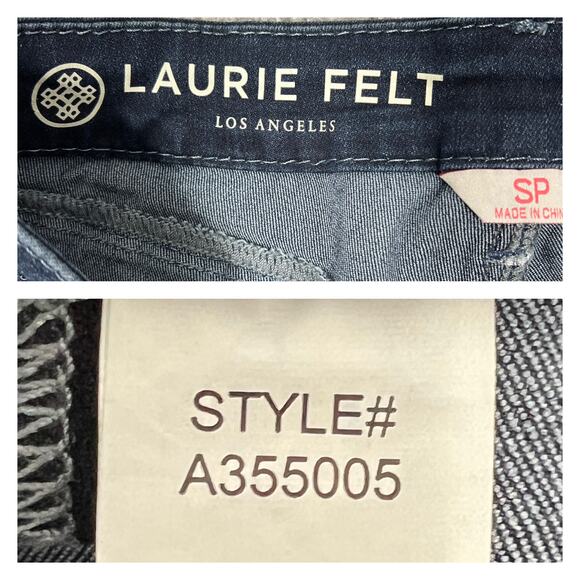 LAURIE FELT
LOS ANGELES
SP
MADE IN CHIN
STYLE#
A355005